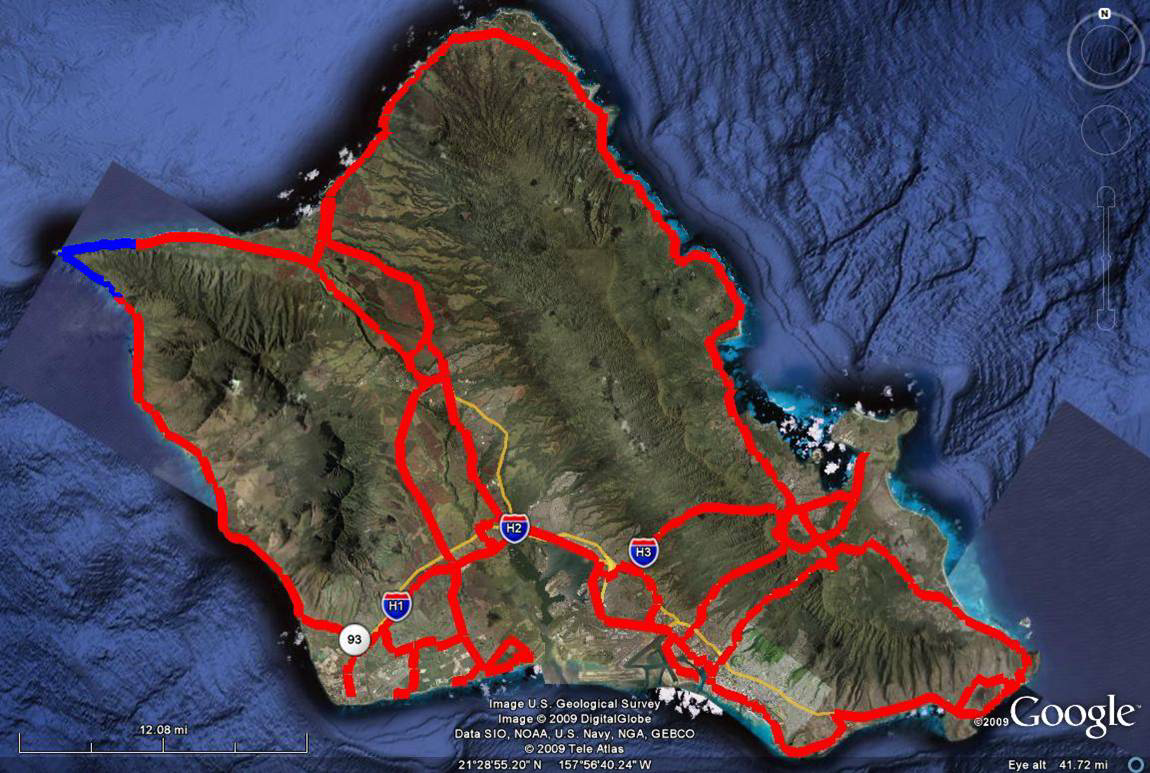 N
H2
H3
H1
93
12.08 mi
Image U.S. Geological Survey
Image © 2009 DigitalGlobe
Data SIO, NOAA, U.S. Navy, NGA, GEBCO
© 2009 Tele Atlas
©2009 Google™
21°28'55.20" N 157°56'40.24" W
Eye alt 41.72 mi